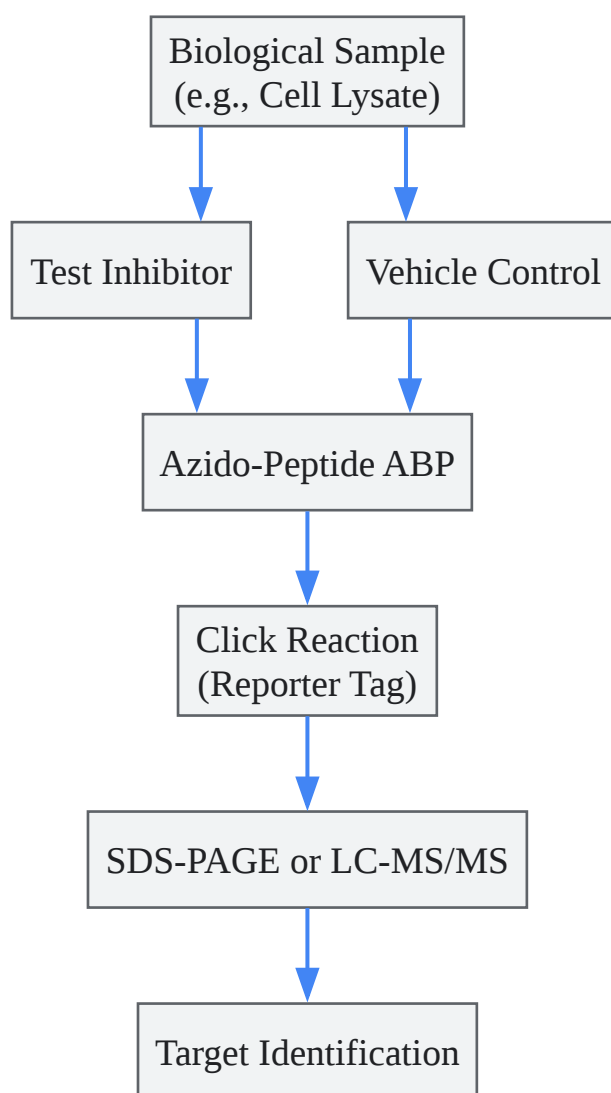 Biological Sample
(e.g., Cell Lysate)
Test Inhibitor
Vehicle Control
Azido-Peptide ABP
Click Reaction
(Reporter Tag)
SDS-PAGE or LC-MS/MS
Target Identification